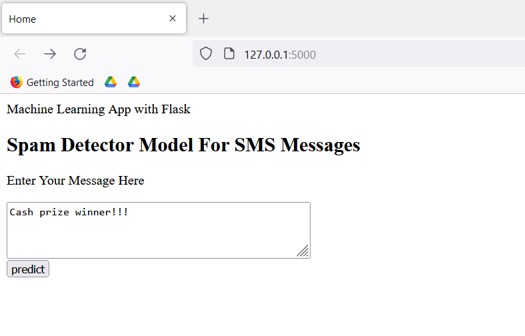 Home
127.0.0.1:5000
Getting Started
Machine Learning App with Flask
Spam Detector Model For SMS Messages
Enter Your Message Here
Cash prize winner!!!
predict